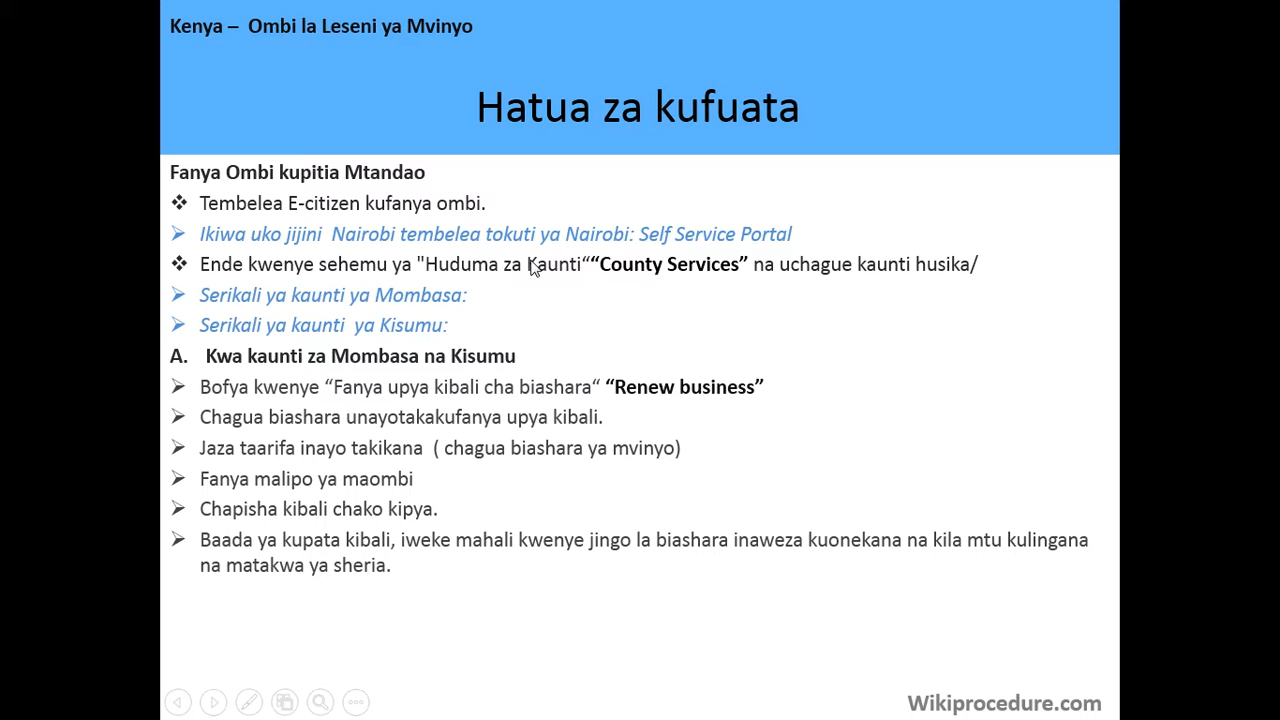 Kenya – Ombi la Leseni ya Mvinyo
Hatua za kufuata
Fanya Ombi kupitia Mtandao
❖ Tembelea E-citizen kufanya ombi.
➢ Ikiwa uko jijini Nairobi tembelea tokuti ya Nairobi: Self Service Portal
❖ Ende kwenye sehemu ya "Huduma za Kaunti““County Services” na uchague kaunti husika/
➢ Serikali ya kaunti ya Mombasa:
➢ Serikali ya kaunti ya Kisumu:
A. Kwa kaunti za Mombasa na Kisumu
➢ Bofya kwenye “Fanya upya kibali cha biashara“ “Renew business”
➢ Chagua biashara unayotakakufanya upya kibali.
➢ Jaza taarifa inayo takikana ( chagua biashara ya mvinyo)
➢ Fanya malipo ya maombi
➢ Chapisha kibali chako kipya.
➢ Baada ya kupata kibali, iweke mahali kwenye jingo la biashara inaweza kuonekana na kila mtu kulingana
na matakwa ya sheria.
Wikiprocedure.com